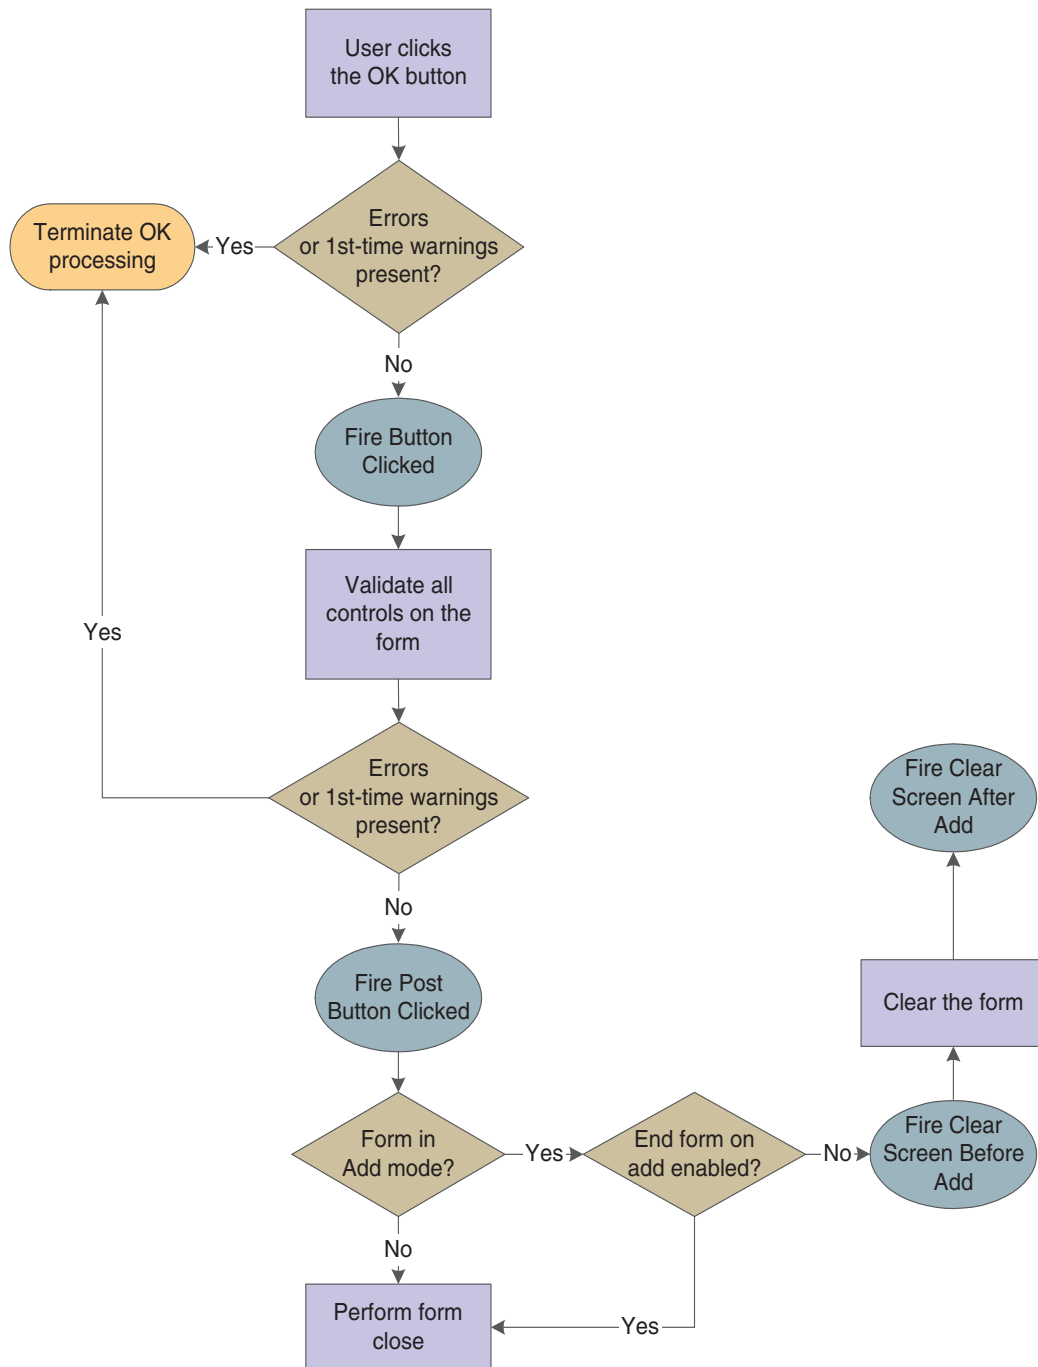 User clicks
the OK button
Errors
or 1st-time warnings
present?
Yes
Terminate OK
processing
No
Fire Button
Clicked
Validate all
controls on the
form
Yes
Errors
or 1st-time warnings
present?
No
Fire Post
Button Clicked
Form in
Add mode?
Yes
End form on
add enabled?
No
Fire Clear
Screen Before
Add
Clear the form
Fire Clear
Screen After
Add
No
Yes
Perform form
close